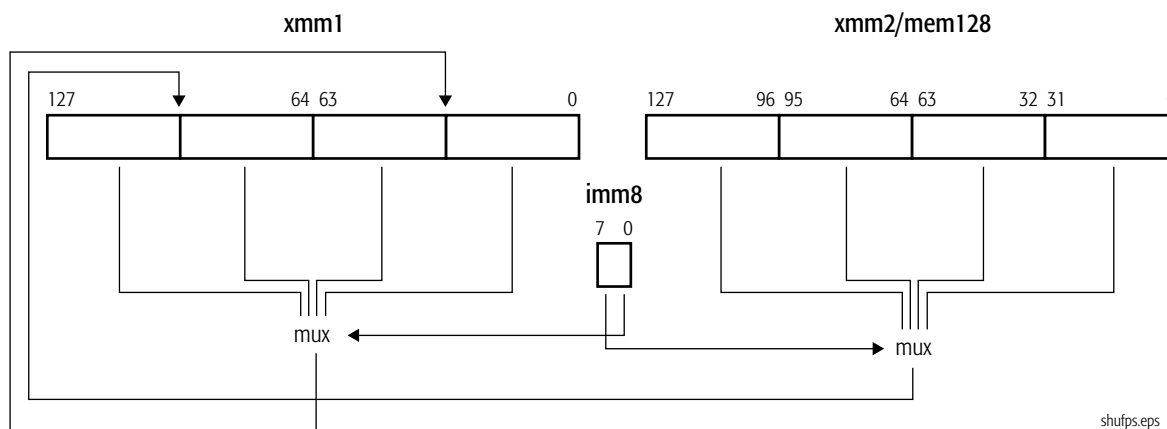 xmm1 xmm2/mem128
127 64 63 0 127 96 95 64 63 32 31
imm8
7 0
mux mux
shufps.eps